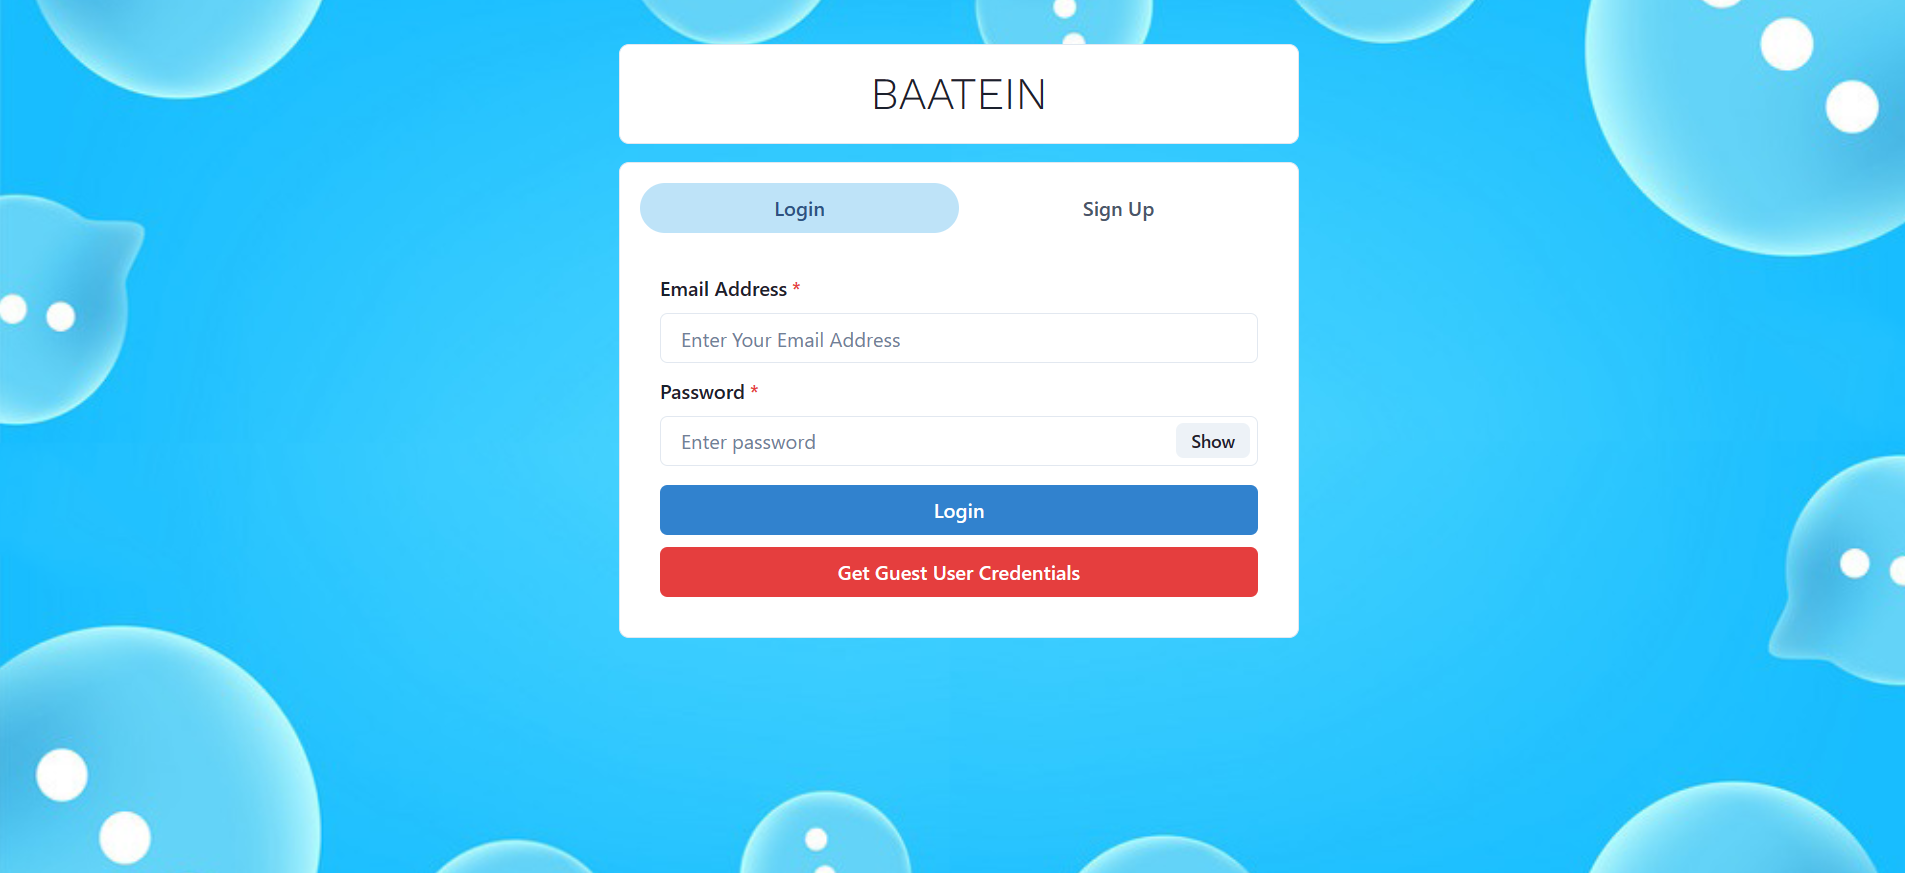 BAATEIN
Login
Sign Up
Email Address *
Enter Your Email Address
Password *
Enter password
Show
Login
Get Guest User Credentials